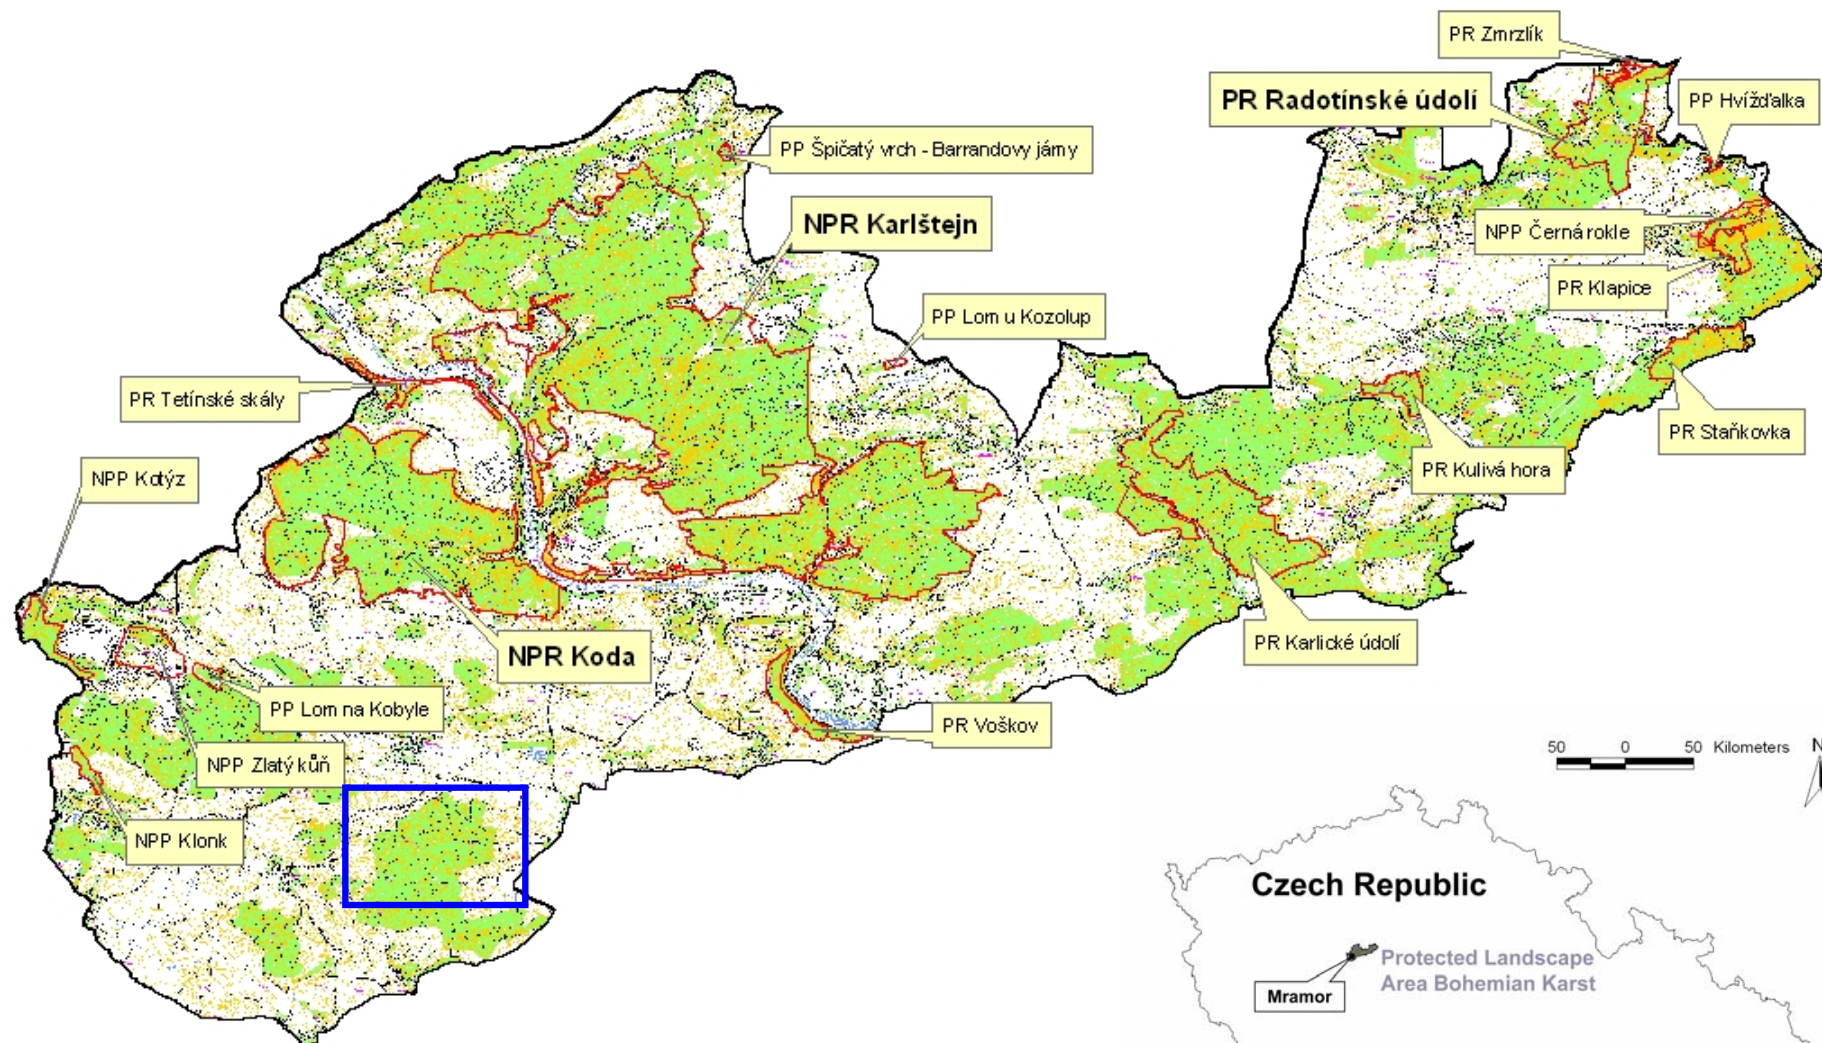 PR Zmrzlík
PR Radotínské údolí
PP Hvížďalka
PP Špičatý vrch - Barrandovy jámy
NPR Karlštejn
NPP Černá rokle
PR Klapice
PP Lom u Kozolup
PR Tetínské skály
PR Staňkovka
NPP Kotýz
PR Kulivá hora
NPR Koda
PR Karlické údolí
PP Lom na Kobyle
PR Voškov
NPP Zlatý kůň
50 0 50 Kilometers N
NPP Klonk
Czech Republic
Protected Landscape
Area Bohemian Karst
Mramor